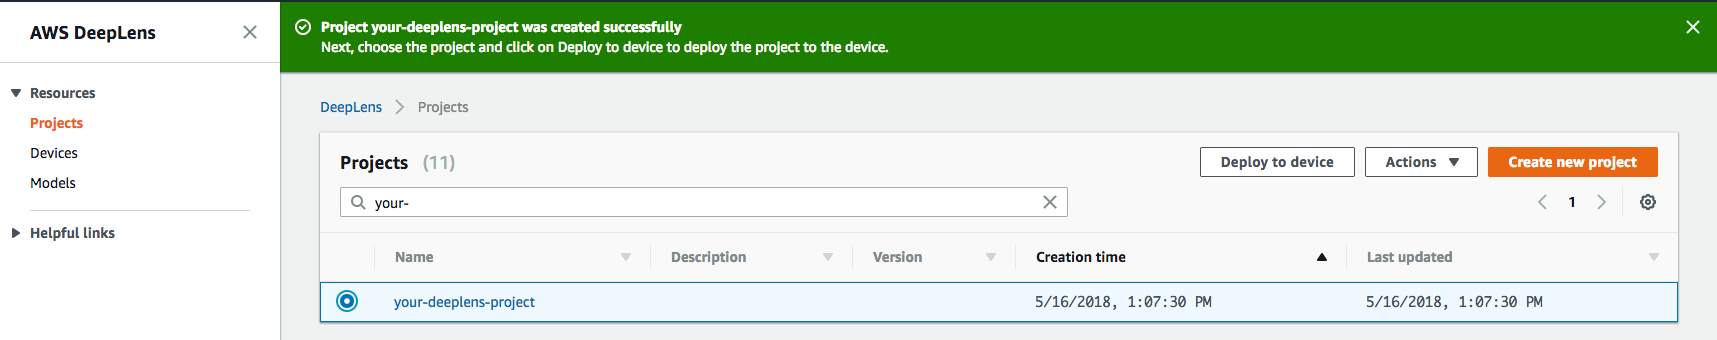 AWS DeepLens
Project your-deeplens-project was created successfully
Next, choose the project and click on Deploy to device to deploy the project to the device.
Resources
Projects
Devices
Models
Helpful links
DeepLens
Projects
Projects (11)
Deploy to device
Actions
Create new project
your-
1
Name
Description
Version
Creation time
Last updated
your-deeplens-project
5/16/2018, 1:07:30 PM
5/16/2018, 1:07:30 PM